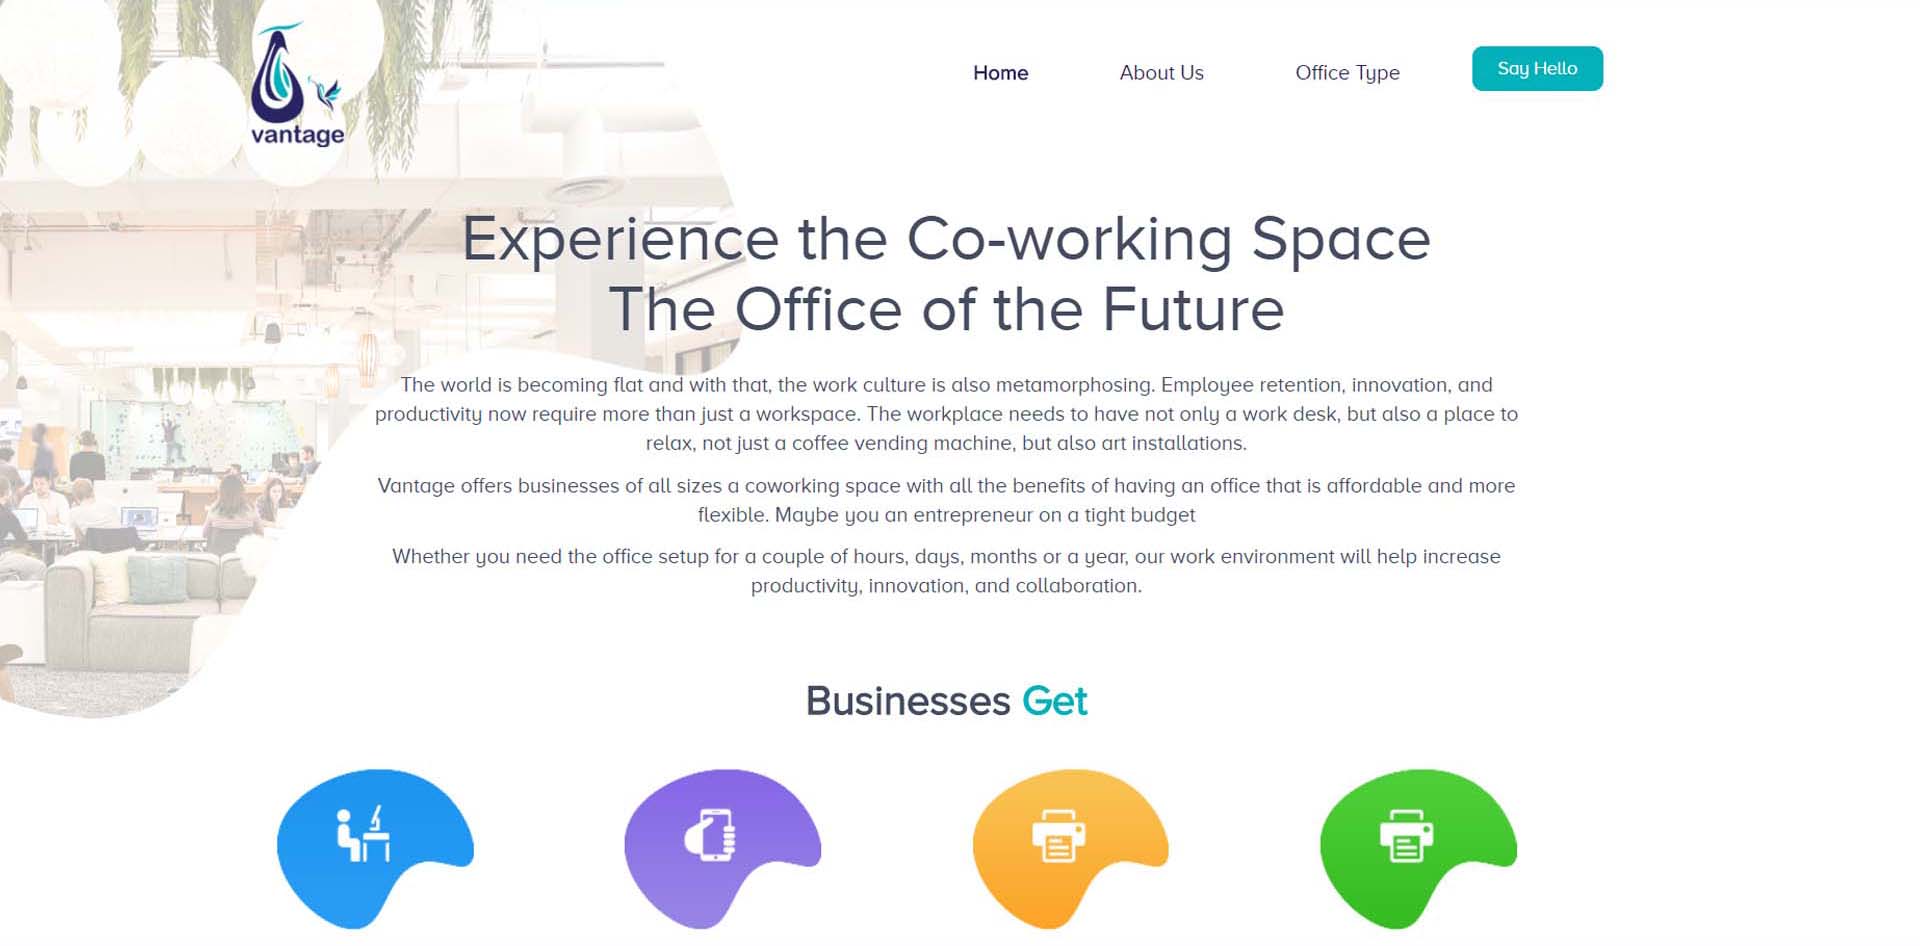 vantage
Home
About Us
Office Type
Say Hello
Experience the Co-working Space
The Office of the Future
The world is becoming flat and with that, the work culture is also metamorphosing. Employee retention, innovation, and
productivity now require more than just a workspace. The workplace needs to have not only a work desk, but also a place to
relax, not just a coffee vending machine, but also art installations.
Vantage offers businesses of all sizes a coworking space with all the benefits of having an office that is affordable and more
flexible. Maybe you an entrepreneur on a tight budget
Whether you need the office setup for a couple of hours, days, months or a year, our work environment will help increase
productivity, innovation, and collaboration.
Businesses Get